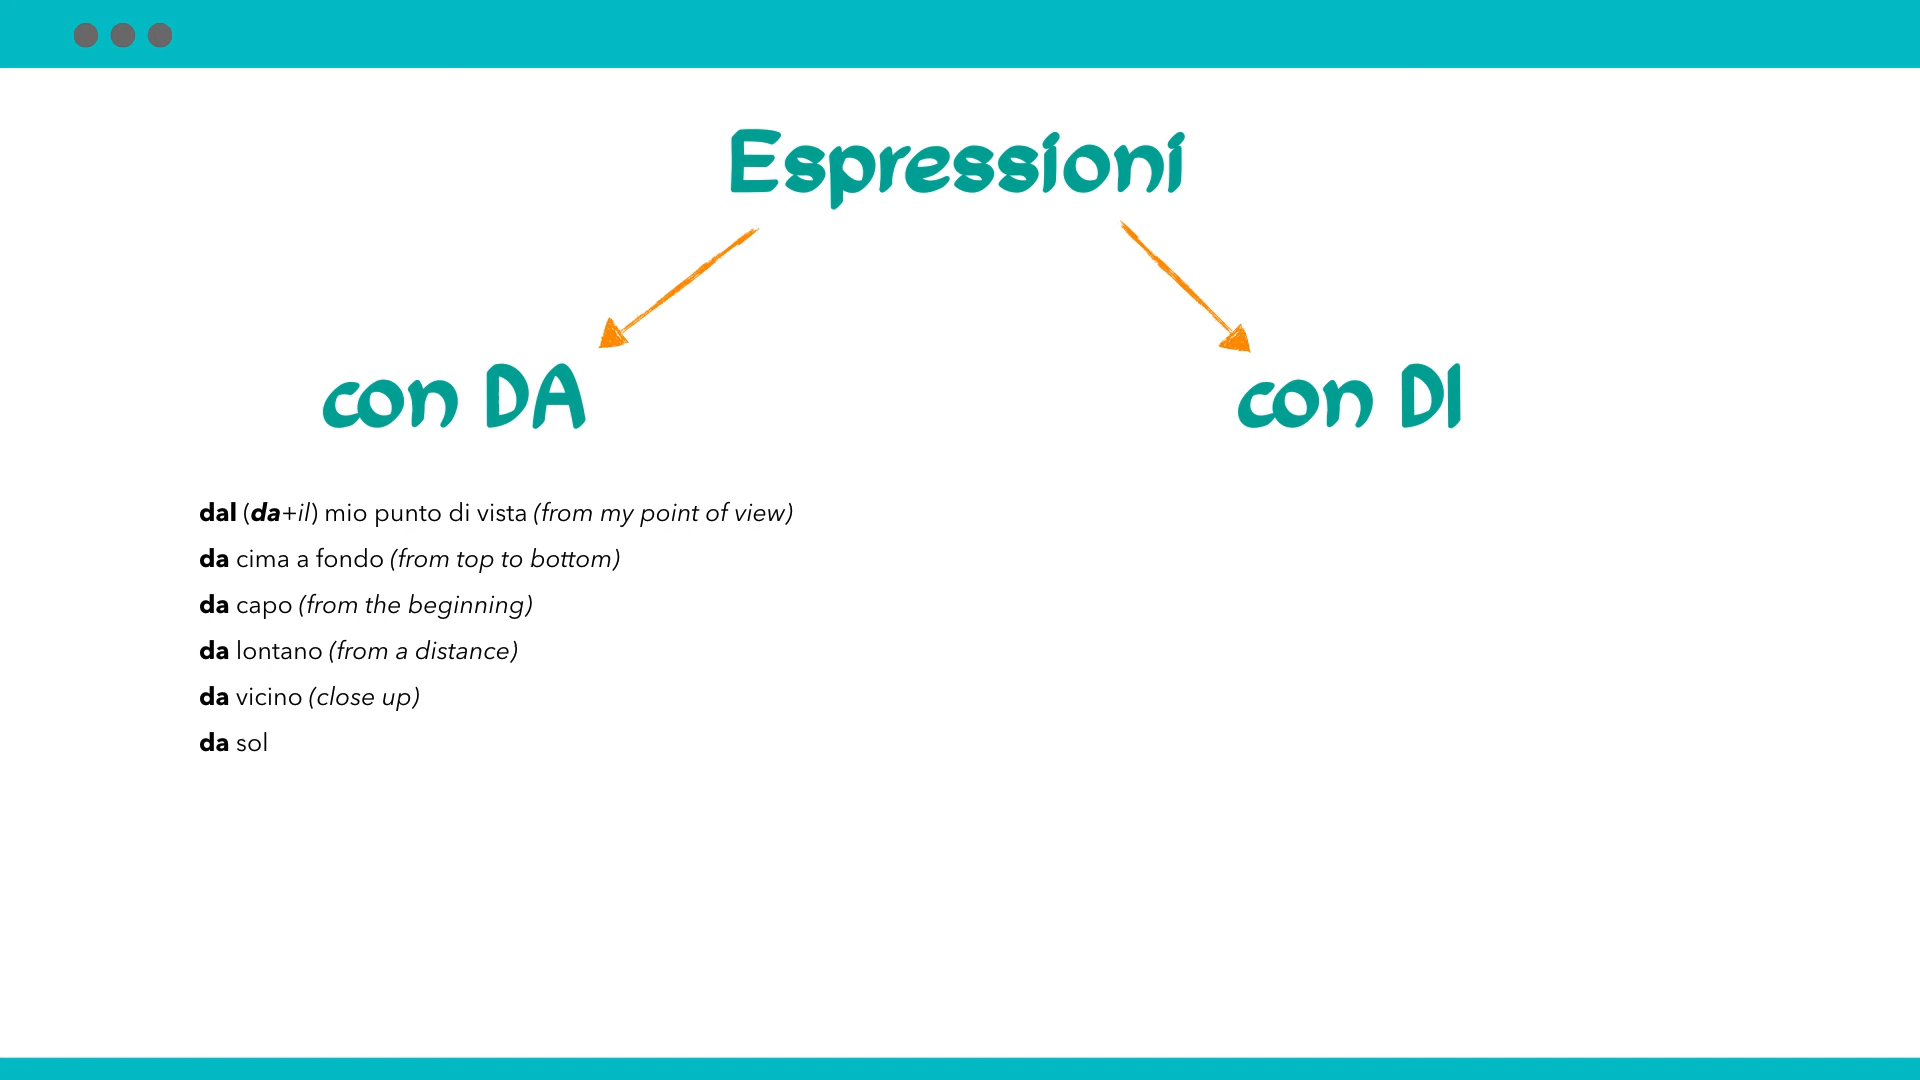 Espressioni
con DA
con DI
dal (da+il) mio punto di vista (from my point of view)
da cima a fondo (from top to bottom)
da capo (from the beginning)
da lontano (from a distance)
da vicino (close up)
da sol